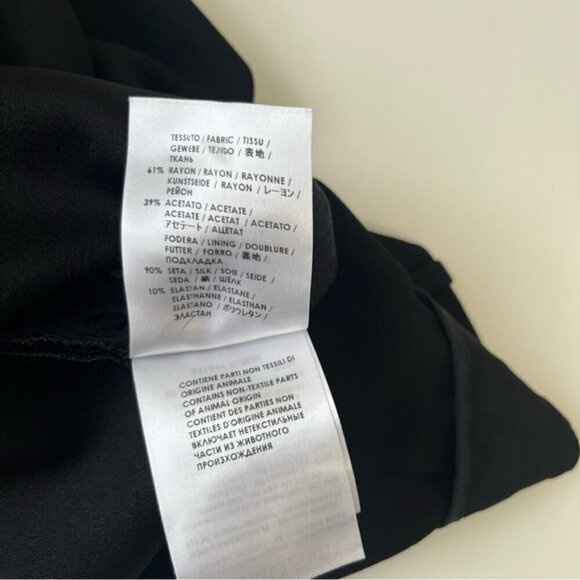 TESSUTO / FABRIC / TISSU /
GEWEBE / TEJIDO / 表地 /
ТКАНЬ
61% RAYON / RAYON / RAYONNE /
KUNSTSEIDE / RAYON / レーヨン /
РЕЙОН
39% ACETATO / ACETATE /
ACETATE / ACETAT / ACETATO /
アセテート / АЦЕТАТ
FODERA / LINING / DOUBLURE /
FUTTER / FORRO / 裏地 /
ПОДКЛАДКА
90% SETA / SILK / SOIE / SEIDE /
SEDA / 絹 / ШЕЛК
10% ELASTAN / ELASTANE /
ELASTHANNE / ELASTHAN /
ELASTANO / ポリウレタン /
ЭЛАСТАН
CONTIENE PARTI NON TESSILI DI
ORIGINE ANIMALE
CONTAINS NON-TEXTILE PARTS
OF ANIMAL ORIGIN
CONTIENT DES PARTIES NON
TEXTILES D'ORIGINE ANIMALE
ВКЛЮЧАЕТ НЕТЕКСТИЛЬНЫЕ
ЧАСТИ ИЗ ЖИВОТНОГО
ПРОИСХОЖДЕНИЯ